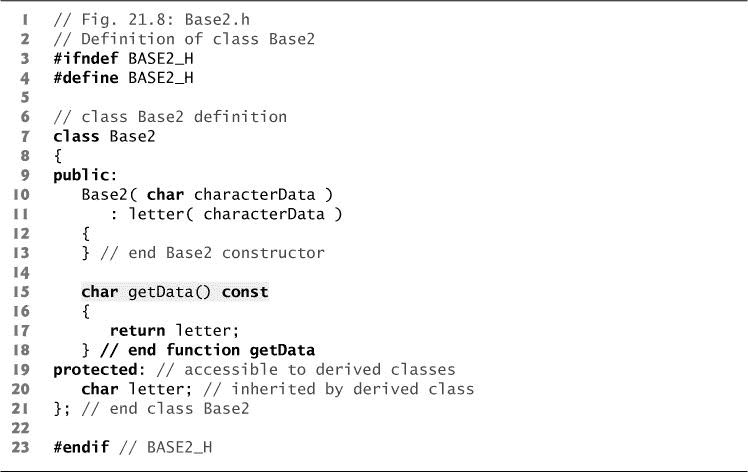 1 // Fig. 21.8: Base2.h
2 // Definition of class Base2
3 #ifndef BASE2_H
4 #define BASE2_H
5
6 // class Base2 definition
7 class Base2
8 {
9 public:
10 Base2( char characterData )
11 : letter( characterData )
12 {
13 } // end Base2 constructor
14
15 char getData() const
16 {
17 return letter;
18 } // end function getData
19 protected: // accessible to derived classes
20 char letter; // inherited by derived class
21 }; // end class Base2
22
23 #endif // BASE2_H